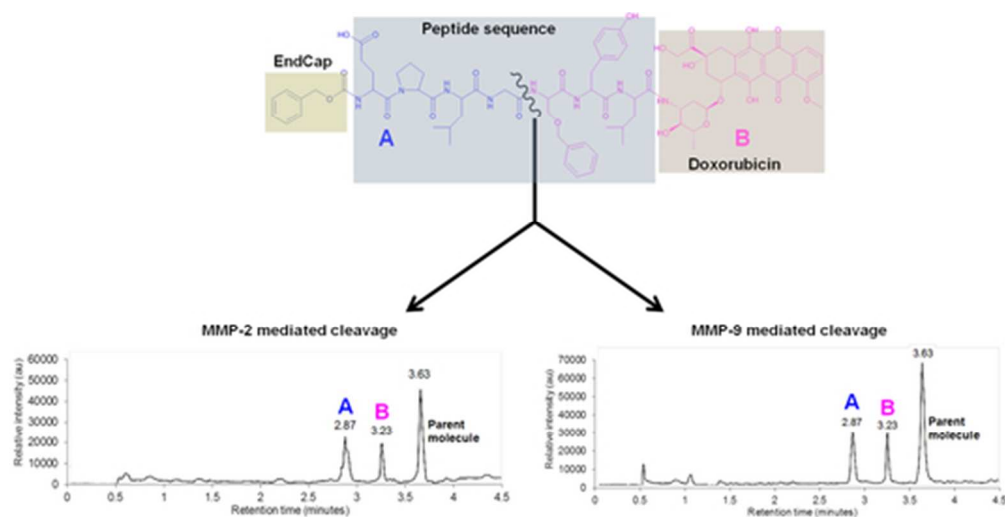 Peptide sequence
EndCap
A
B
Doxorubicin
MMP-2 mediated cleavage
MMP-9 mediated cleavage
Relative intensity (au)
60000
50000
40000
30000
20000
10000
0
A
2.87
B
3.23
3.63
Parent
molecule
0 0.5 1 1.5 2 2.5 3 3.5 4 4.5
Retention time (minutes)
Relative intensity (au)
70000
60000
50000
40000
30000
20000
10000
0
A
2.87
B
3.23
3.63
Parent
molecule
0 0.5 1 1.5 2 2.5 3 3.5 4 4.5
Retention time (minutes)